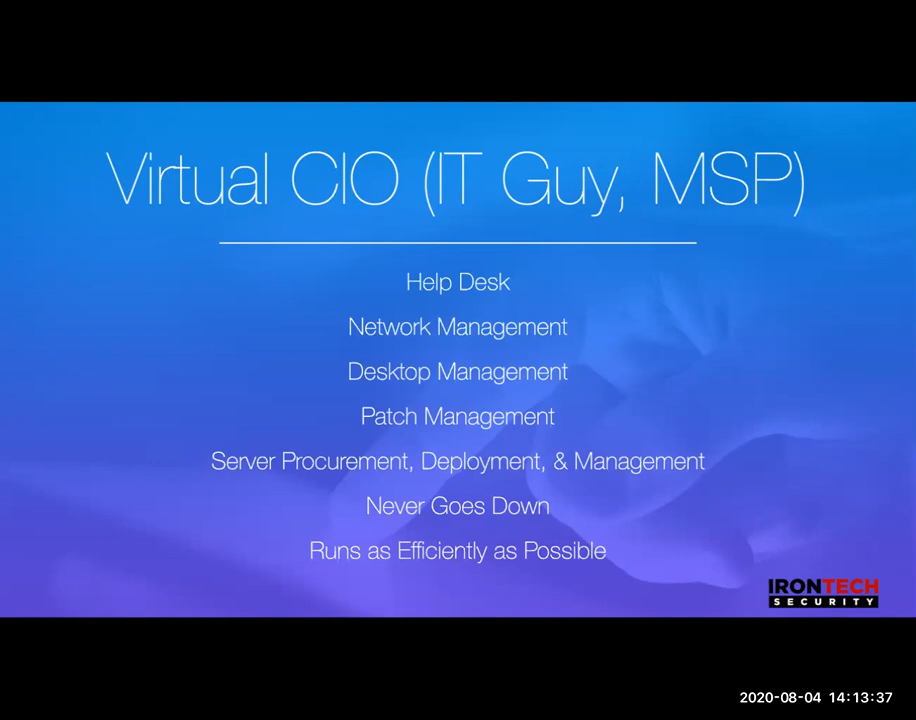 Virtual CIO (IT Guy, MSP)
Help Desk
Network Management
Desktop Management
Patch Management
Server Procurement, Deployment, & Management
Never Goes Down
Runs as Efficiently as Possible
IRONTECH
SECURITY
2020-08-04 14:13:37